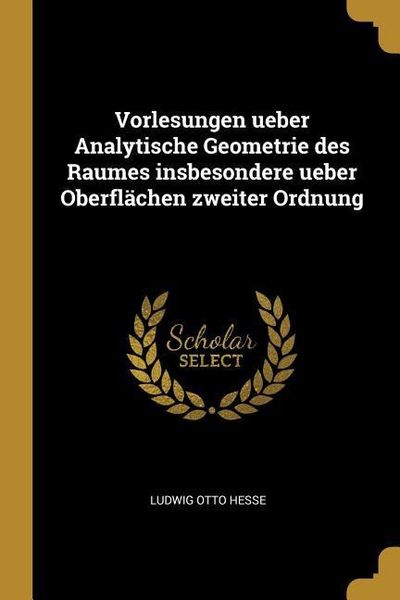 Vorlesungen ueber
Analytische Geometrie des
Raumes insbesondere ueber
Oberflächen zweiter Ordnung
Scholar
SELECT
LUDWIG OTTO HESSE